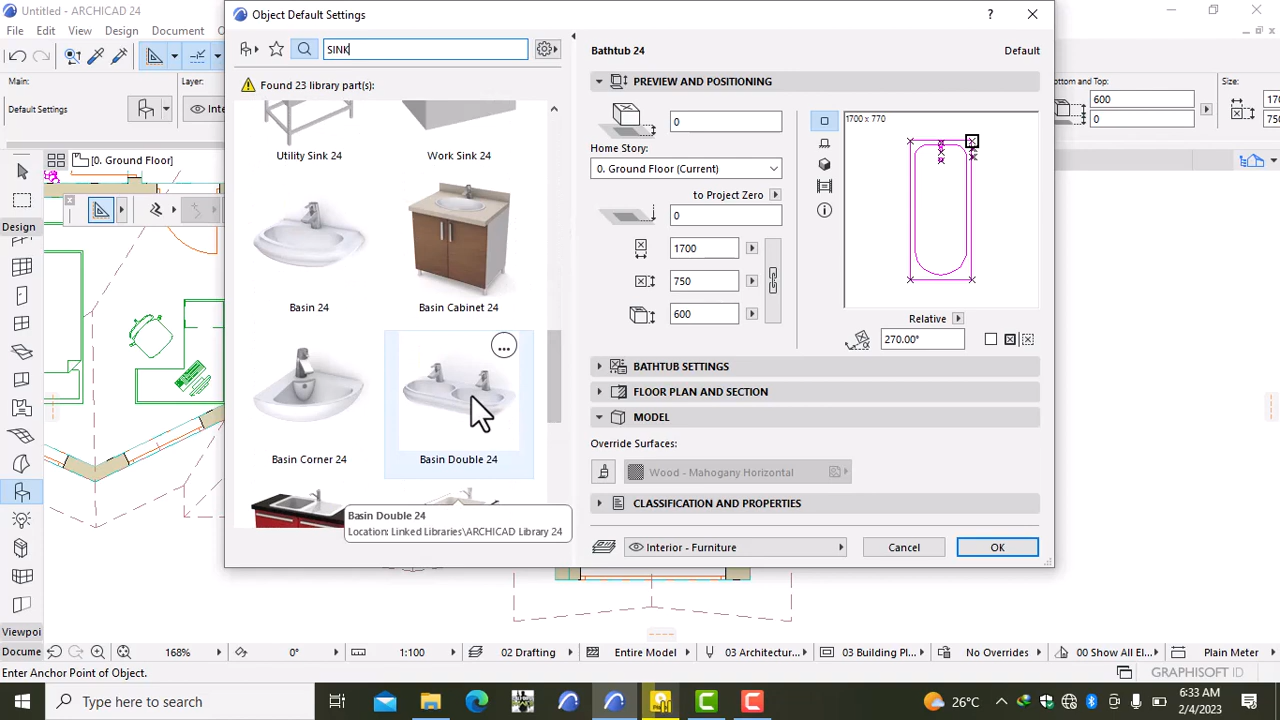 Untitled - ARCHICAD 24
File Edit View Design Document
Object Default Settings
?
SINK
Bathtub 24
Default
Main:
Layer:
Default Settings
Found 23 library part(s):
PREVIEW AND POSITIONING
0
Home Story:
0. Ground Floor (Current)
to Project Zero
0
1700
750
600
1700 x 770
Relative
270.00°
Size:
600
0
[0. Ground Floor]
Design
Utility Sink 24
Work Sink 24
Basin 24
Basin Cabinet 24
Basin Corner 24
Basin Double 24
Basin Double 24
Location: Linked Libraries\ARCHICAD Library 24
BATHTUB SETTINGS
FLOOR PLAN AND SECTION
MODEL
Override Surfaces:
Wood - Mahogany Horizontal
CLASSIFICATION AND PROPERTIES
Interior - Furniture
Cancel
OK
Viewpoi
Docume
168%
0°
1:100
02 Drafting
Entire Model
03 Architectur...
03 Building Pl...
No Overrides
00 Show All El...
Plain Meter
Enter Anchor Point of Object.
GRAPHISOFT ID
Type here to search
26°C
6:33 AM
2/4/2023